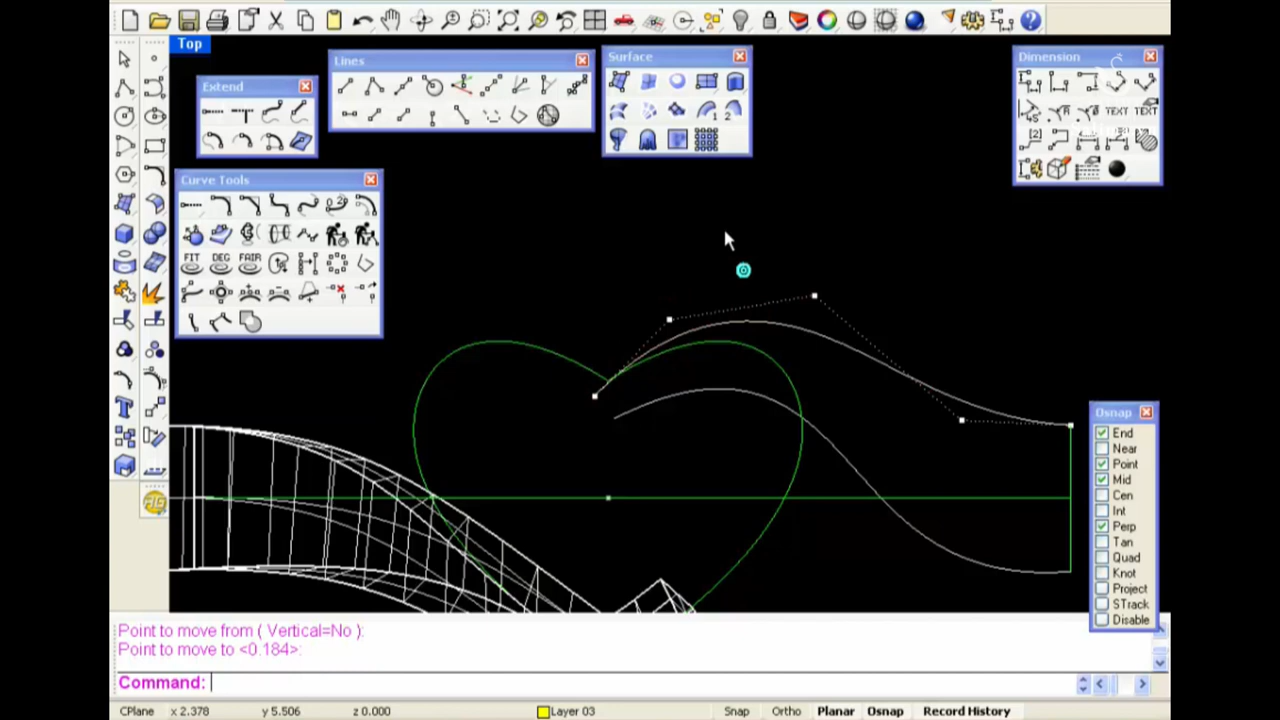 Top
Lines
Surface
Dimension
Extend
TEXT TEXT
Curve Tools
FIT DEG FAIR
Osnap
End
Near
Point
Mid
Cen
Int
Perp
Tan
Quad
Knot
Project
STrack
Disable
Point to move from ( Vertical=No ):
Point to move to <0.184>:
Command:
CPlane x 2.378 y 5.506 z 0.000 Layer 03 Snap Ortho Planar Osnap Record History